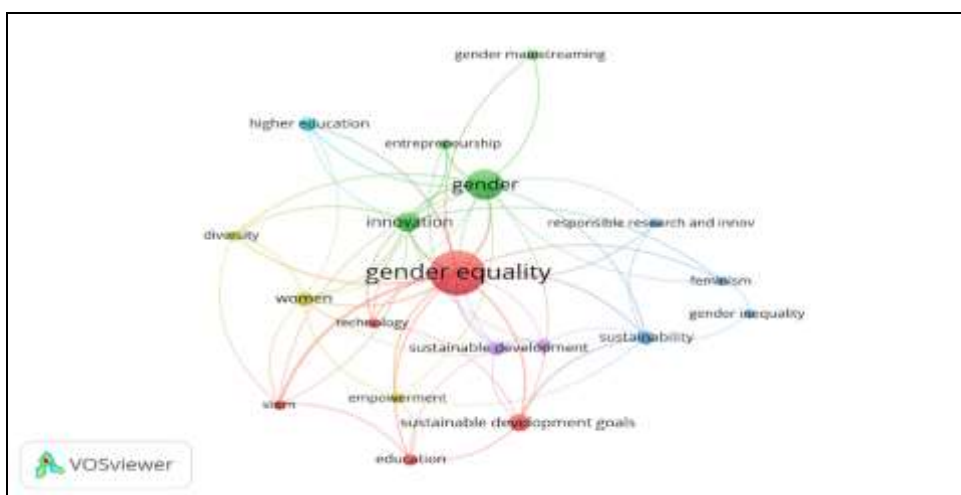 gender mainstreaming
higher education
entrepreneurship
gender
innovation
responsible research and innov
diversity
gender equality
feminism
women
gender inequality
technology
sustainability
sustainable development
empowerment
stem
sustainable development goals
education
VOSviewer